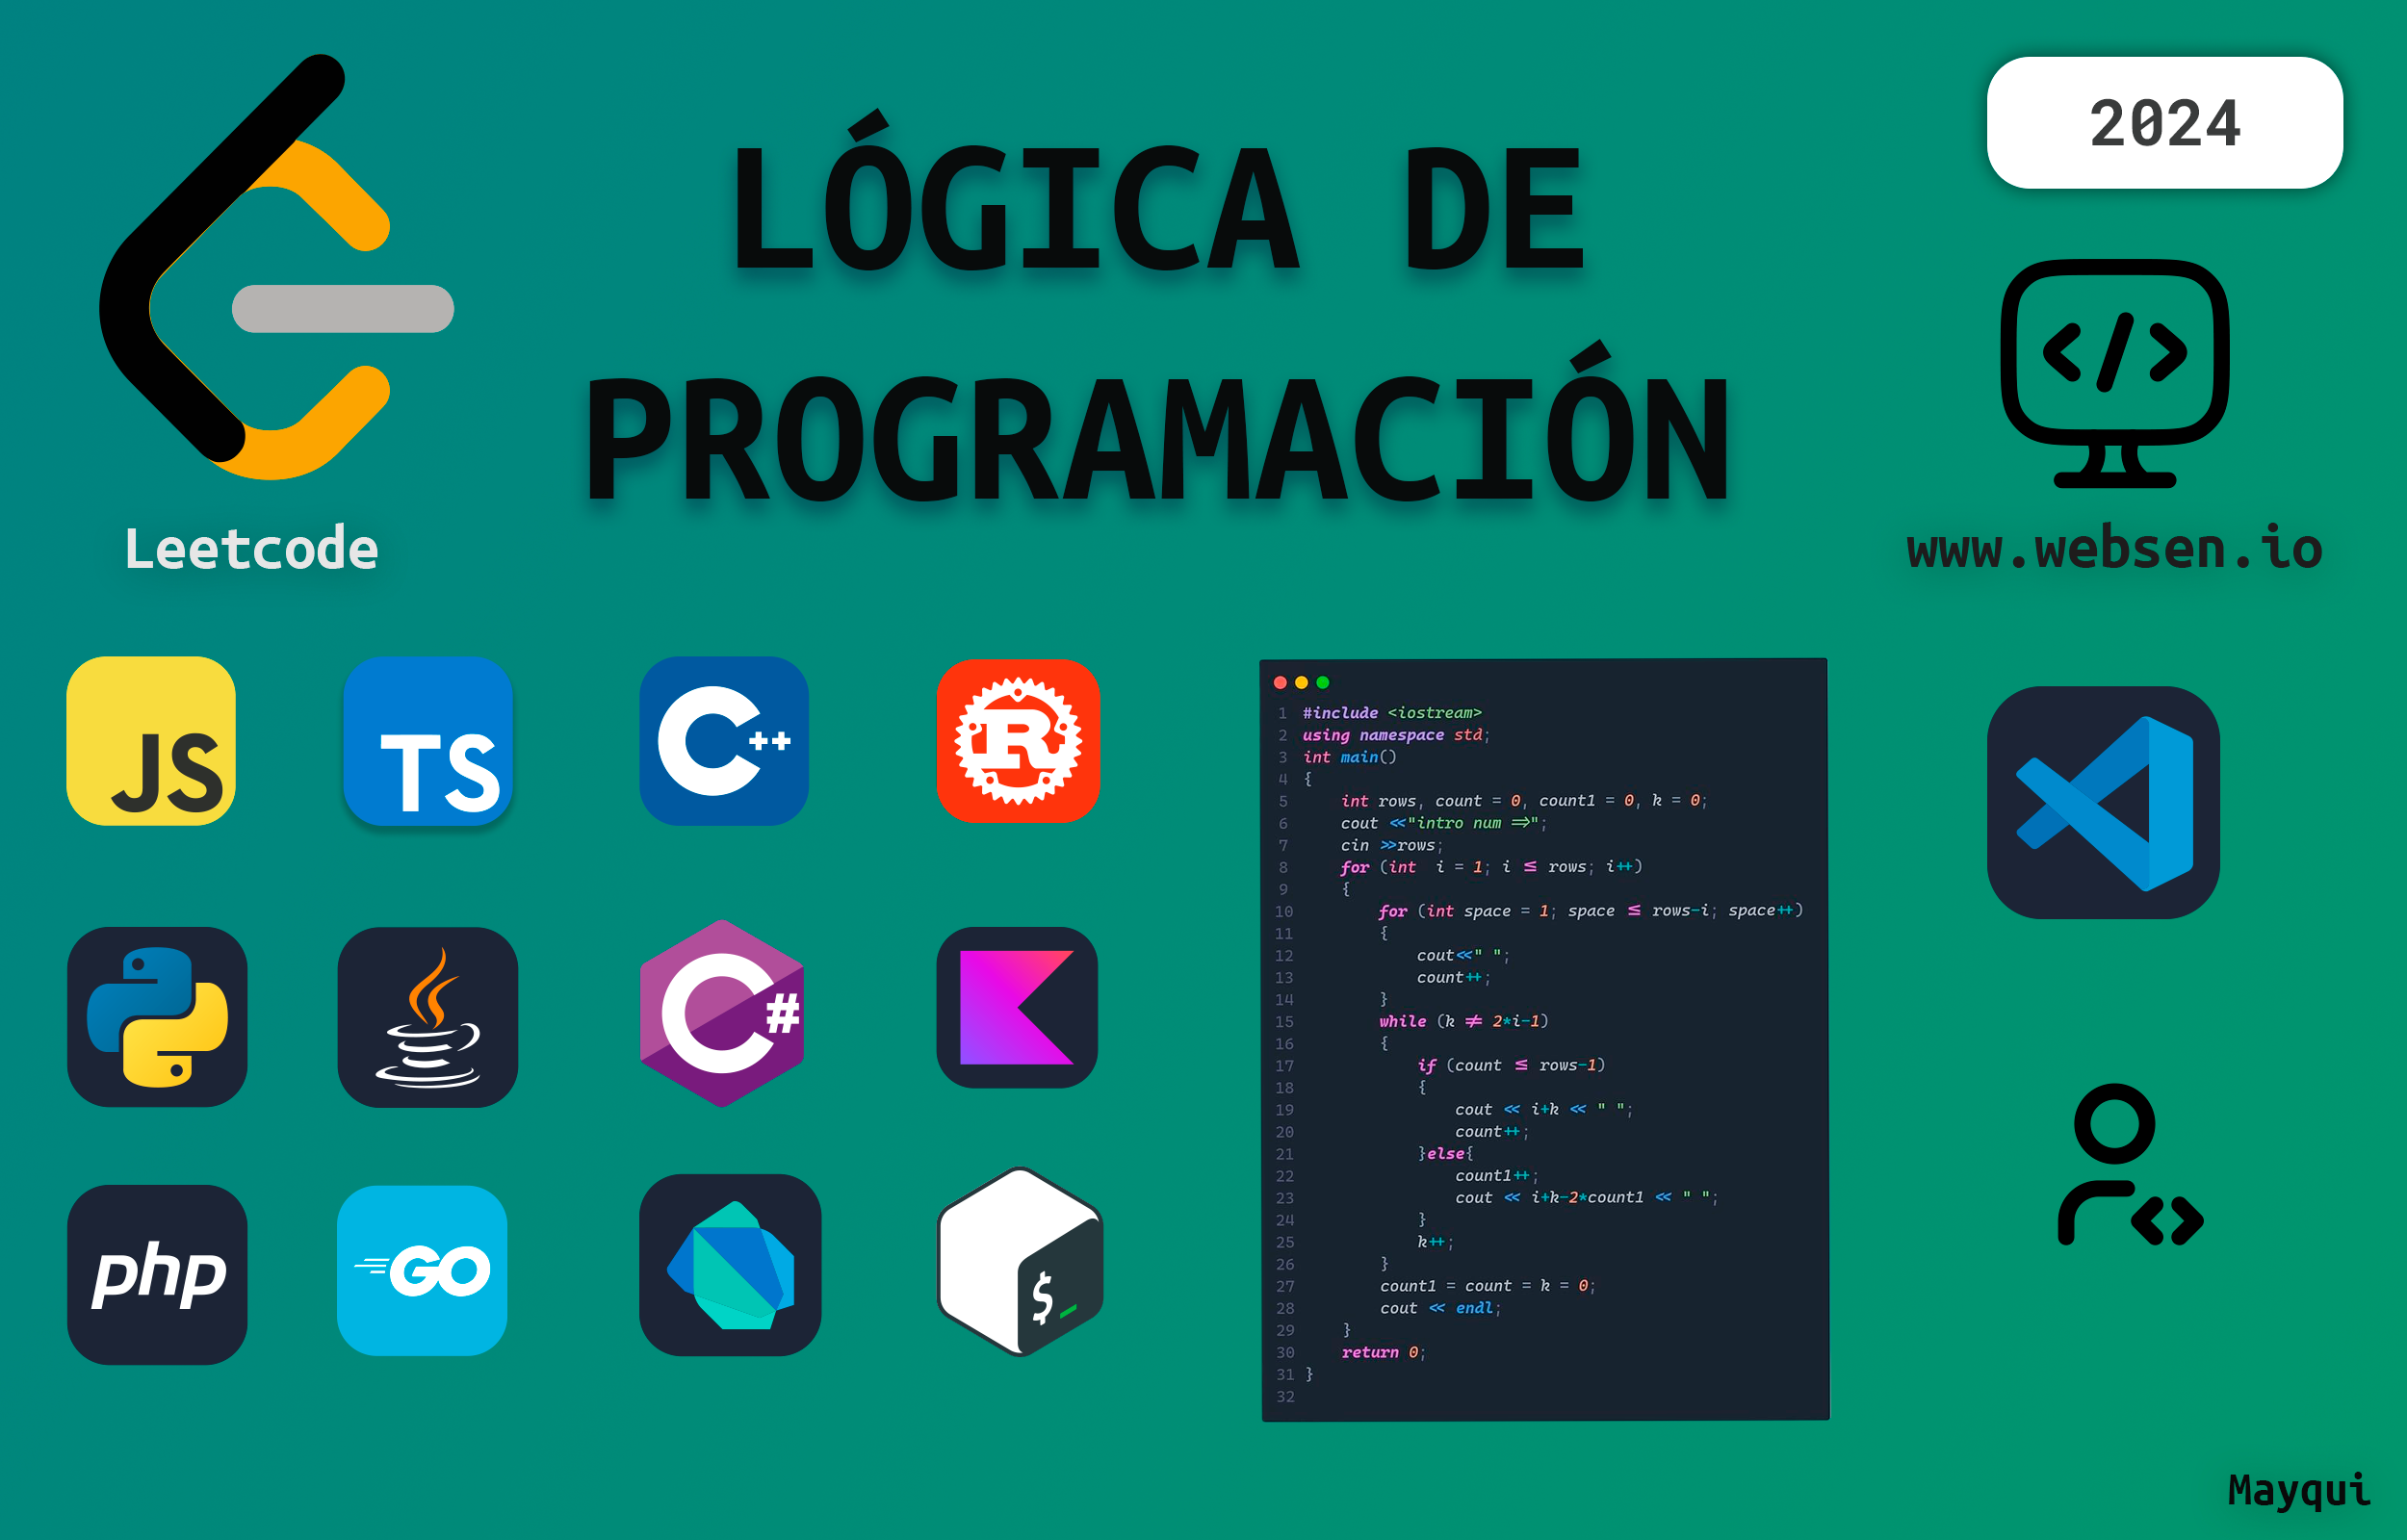 LÓGICA DE
PROGRAMACIÓN
2024
Leetcode
www.websen.io
JS
TS
C++
R
C#
php
GO
$_
1 #include <iostream>
2 using namespace std;
3 int main()
4 {
5     int rows, count = 0, count1 = 0, k = 0;
6     cout <<"intro num =>";
7     cin >>rows;
8     for (int  i = 1; i ≤ rows; i++)
9     {
10         for (int space = 1; space ≤ rows-i; space++)
11         {
12             cout<<" ";
13             count++;
14         }
15         while (k ≠ 2*i-1)
16         {
17             if (count ≤ rows-1)
18             {
19                 cout << i+k << " ";
20                 count++;
21             }else{
22                 count1++;
23                 cout << i+k-2*count1 << " ";
24             }
25             k++;
26         }
27         count1 = count = k = 0;
28         cout << endl;
29     }
30     return 0;
31 }
32
Mayqui